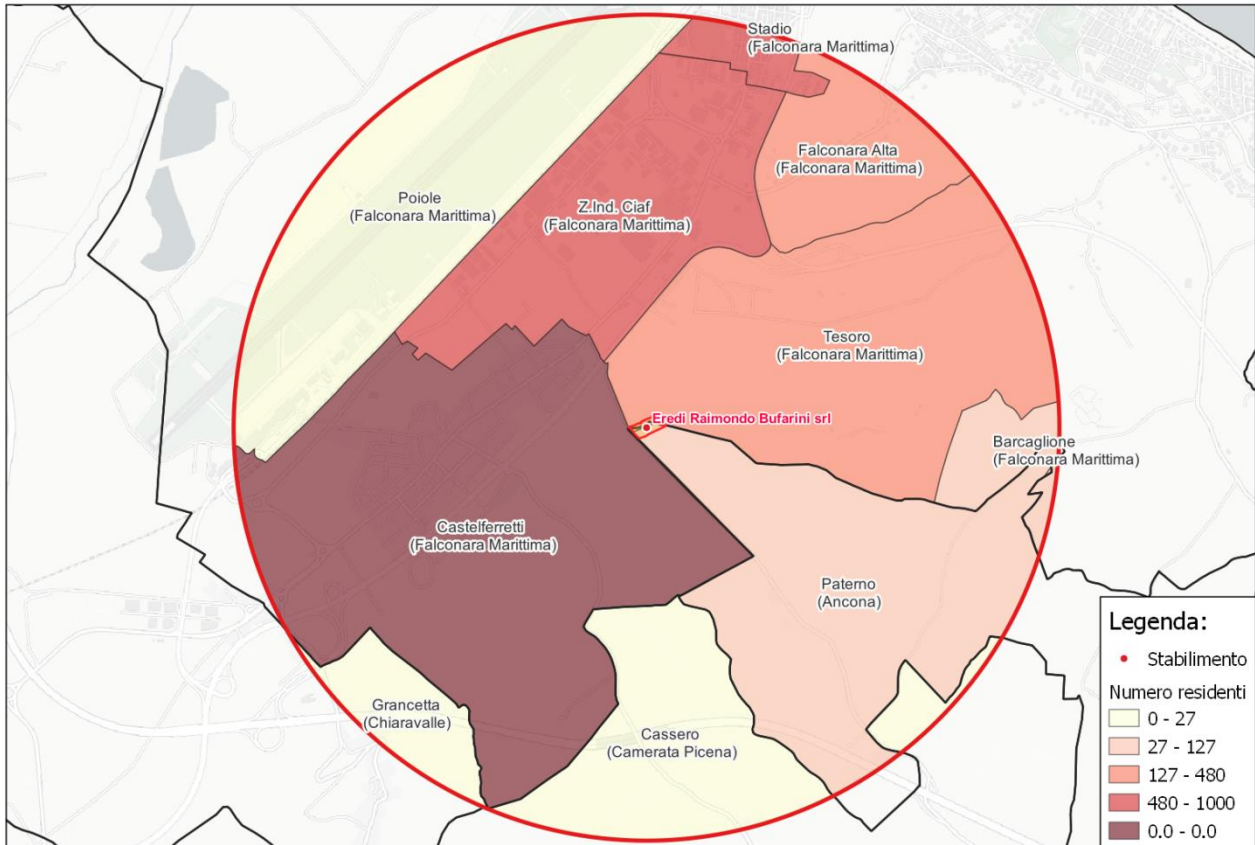 Stadio
(Falconara Marittima)
Falconara Alta
(Falconara Marittima)
Poiole
(Falconara Marittima)
Z.Ind. Ciaf
(Falconara Marittima)
Tesoro
(Falconara Marittima)
Eredi Raimondo Bufarini srl
Barcaglione
(Falconara Marittima)
Castelferretti
(Falconara Marittima)
Paterno
(Ancona)
Grancetta
(Chiaravalle)
Cassero
(Camerata Picena)
Legenda:
Stabilimento
Numero residenti
0 - 27
27 - 127
127 - 480
480 - 1000
0.0 - 0.0